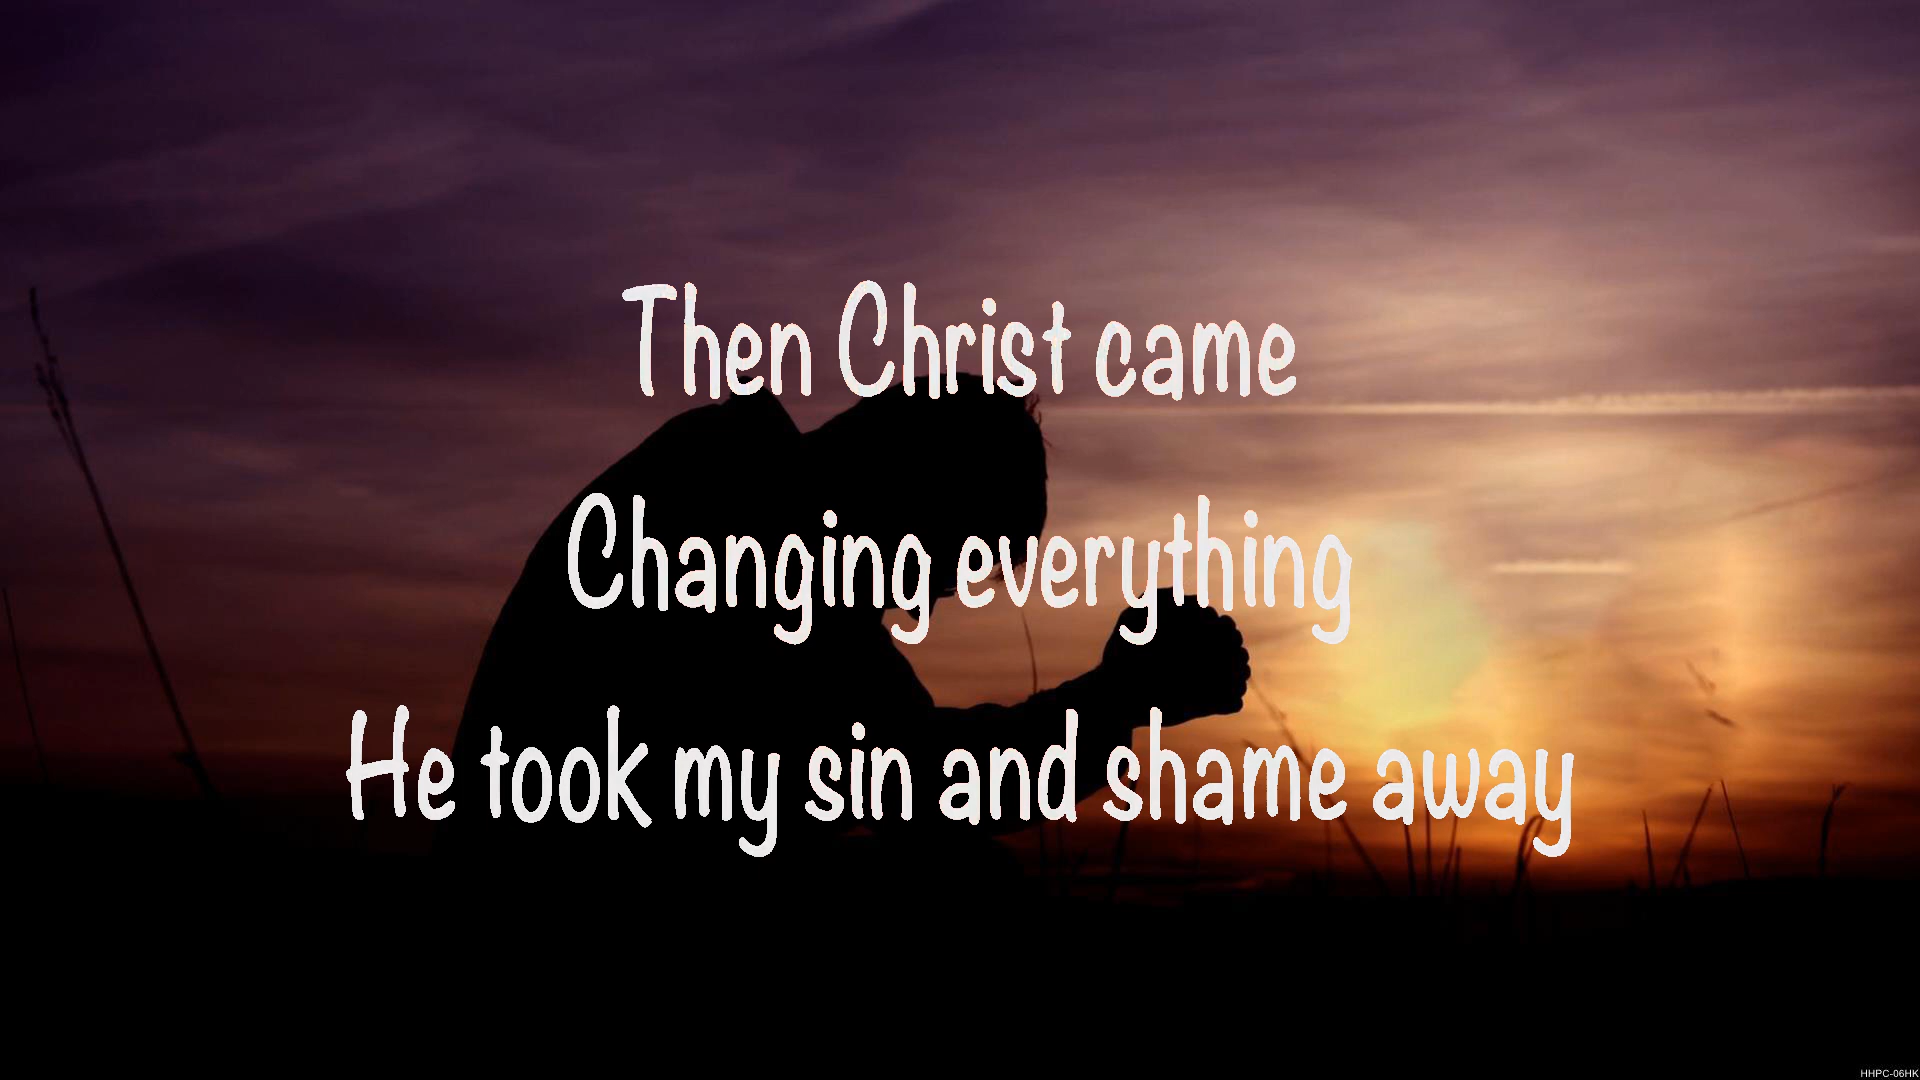 Then Christ came
Changing everything
He took my sin and shame away
HHPC-06HK